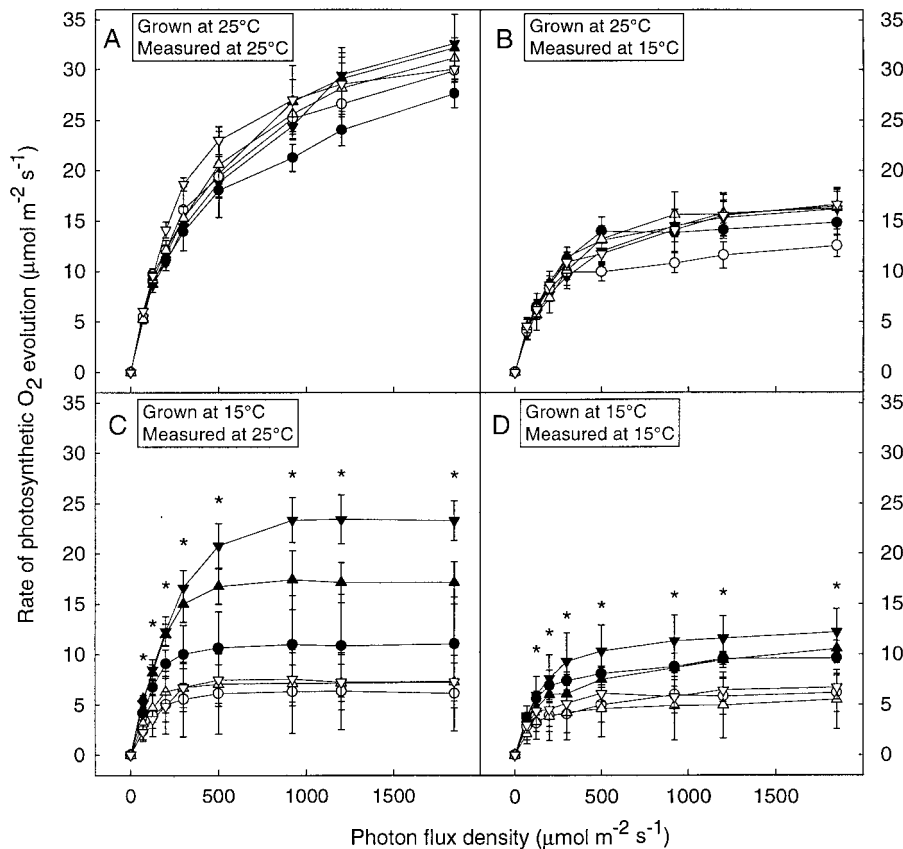 A
Grown at 25°C
Measured at 25°C
B
Grown at 25°C
Measured at 15°C
C
Grown at 15°C
Measured at 25°C
D
Grown at 15°C
Measured at 15°C
35
30
25
20
15
10
5
0
35
30
25
20
15
10
5
0
35
30
25
20
15
10
5
0
35
30
25
20
15
10
5
0
* * * * * * * *
* * * * * * *
0 500 1000 1500
0 500 1000 1500
Rate of photosynthetic O2 evolution (μmol m-2 s-1)
Photon flux density (μmol m-2 s-1)